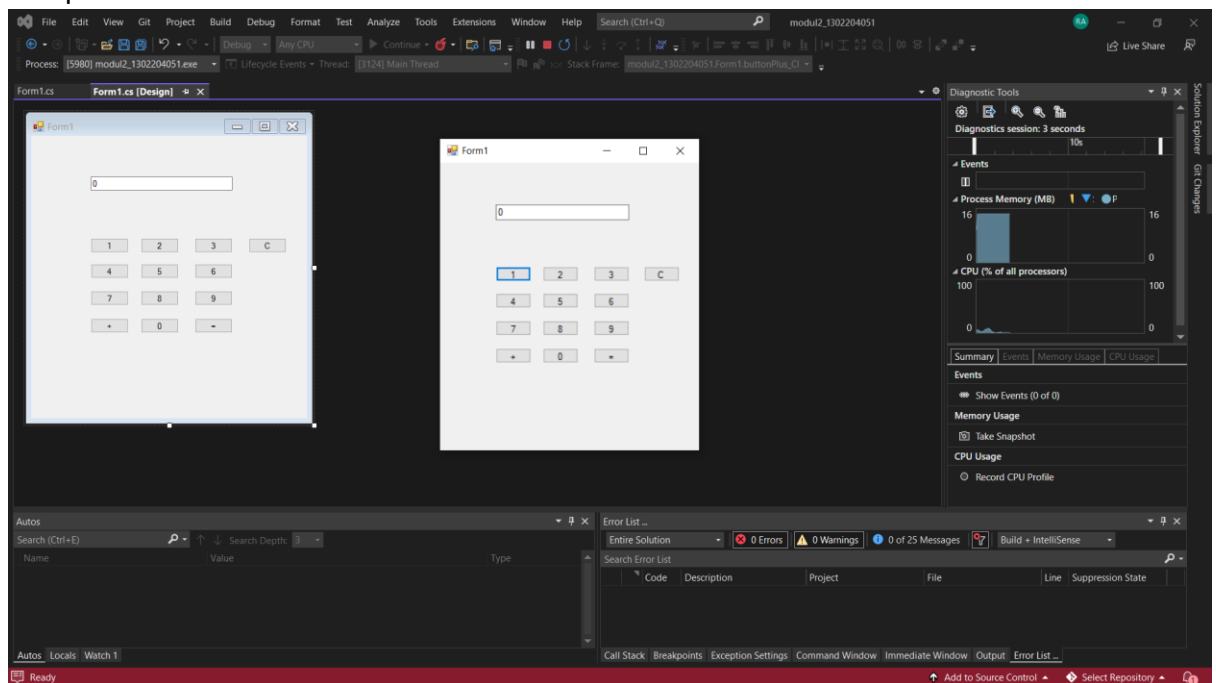 File Edit View Git Project Build Debug Format Test Analyze Tools Extensions Window Help Search (Ctrl+Q) modul2_1302204051 RA
Debug Any CPU Continue Live Share
Process: [5980] modul2_1302204051.exe Lifecycle Events Thread: [3124] Main Thread Stack Frame: modul2_1302204051.Form1.buttonPlus_Cl
Form1.cs Form1.cs [Design]
Form1
0
1 2 3 C
4 5 6
7 8 9
+ 0 =
Form1
0
1 2 3 C
4 5 6
7 8 9
+ 0 =
Diagnostic Tools
Diagnostics session: 3 seconds
10s
Events
Process Memory (MB) P
16 16
0 0
CPU (% of all processors)
100 100
0 0
Summary Events Memory Usage CPU Usage
Events
Show Events (0 of 0)
Memory Usage
Take Snapshot
CPU Usage
Record CPU Profile
Solution Explorer
Git Changes
Autos
Search (Ctrl+E) Search Depth: 3
Name Value Type
Autos Locals Watch 1
Error List ...
Entire Solution 0 Errors 0 Warnings 0 of 25 Messages Build + IntelliSense
Search Error List
Code Description Project File Line Suppression State
Call Stack Breakpoints Exception Settings Command Window Immediate Window Output Error List ...
Ready Add to Source Control Select Repository